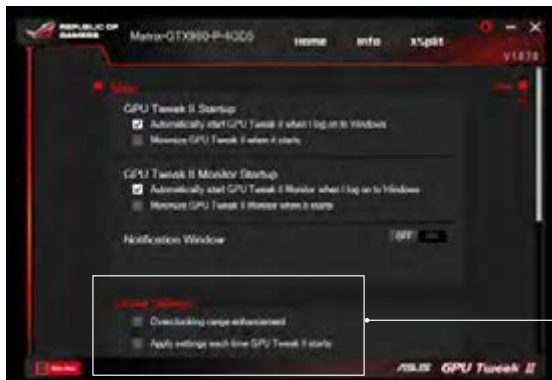 REPUBLIC OF GAMERS
Matrix-GTX980-P-4GD5
Home Info XSplit
GPU Tweak II Startup
Automatically start GPU Tweak II when I log on to Windows
Minimize GPU Tweak II when it starts
GPU Tweak II Monitor Startup
Automatically start GPU Tweak II Monitor when I log on to Windows
Minimize GPU Tweak II Monitor when it starts
Notification Window
OFF
Overclocking range enhancement
Apply settings each time GPU Tweak II starts
ASUS GPU Tweak II